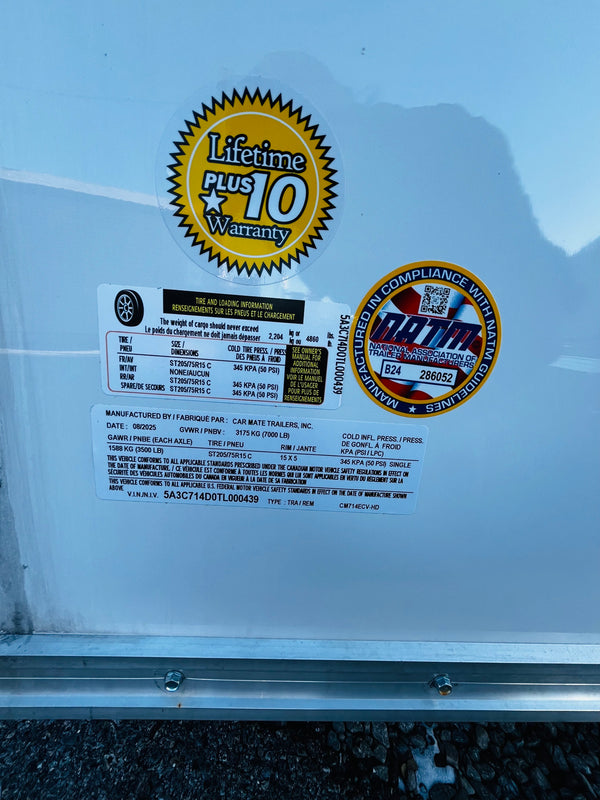 Lifetime
PLUS 10
Warranty
TIRE AND LOADING INFORMATION
RENSEIGNEMENTS SUR LES PNEUS ET LE CHARGEMENT
The weight of cargo should never exceed
Le poids du chargement ne doit jamais dépasser
2,204 kg or kg ou 4860 lbs. lb.
TIRE / PNEU
SIZE / DIMENSIONS
COLD TIRE PRESS / PRESS
DES PNEUS À FROID
FR/AV ST205/75R15 C 345 KPA (50 PSI)
INT/INT NONE/AUCUN
RR/AR ST205/75R15 C 345 KPA (50 PSI)
SPARE/DE SECOURS ST205/75R15 C 345 KPA (50 PSI)
SEE OWNER'S
MANUAL FOR
ADDITIONAL
INFORMATION
VOIR LE MANUEL
DE L'USAGER
POUR PLUS DE
RENSEIGNEMENTS
5A3C714D0TL000439
MANUFACTURED IN COMPLIANCE WITH NATM GUIDELINES
NATM
NATIONAL ASSOCIATION OF
TRAILER MANUFACTURERS
B24 286052
MANUFACTURED BY / FABRIQUÉ PAR : CAR MATE TRAILERS, INC.
DATE : 08/2025 GVWR / PNBV : 3175 KG (7000 LB)
GAWR / PNBE (EACH AXLE) TIRE / PNEU RIM / JANTE
COLD INFL. PRESS. / PRESS.
DE GONFL. À FROID
KPA (PSI / LPC)
1588 KG (3500 LB) ST205/75R15 C 15 X 5 345 KPA (50 PSI) SINGLE
THIS VEHICLE CONFORMS TO ALL APPLICABLE STANDARDS PRESCRIBED UNDER THE CANADIAN MOTOR VEHICLE SAFETY REGULATIONS IN EFFECT ON
THE DATE OF MANUFACTURE. / CE VÉHICULE EST CONFORME À TOUTES LES NORMES QUI LUI SONT APPLICABLES EN VERTU DU RÈGLEMENT SUR LA
SÉCURITÉ DES VÉHICULES AUTOMOBILES DU CANADA EN VIGUEUR À LA DATE DE SA FABRICATION
THIS VEHICLE CONFORMS TO ALL APPLICABLE U.S. FEDERAL MOTOR VEHICLE SAFETY STANDARDS IN EFFECT ON THE DATE OF MANUFACTURE SHOWN
ABOVE
V.I.N./N.I.V. 5A3C714D0TL000439 TYPE : TRA / REM CM714ECV-HD